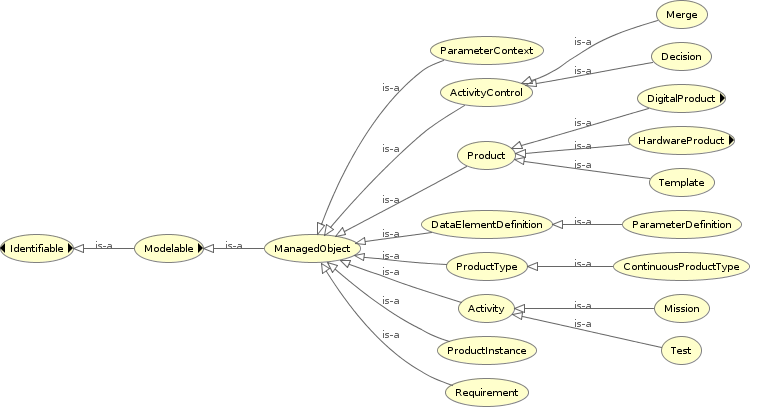 Merge
is-a
ParameterContext
Decision
is-a
is-a
ActivityControl
DigitalProduct
is-a
HardwareProduct
is-a
is-a
Product
is-a
Template
is-a
DataElementDefinition
is-a
ParameterDefinition
is-a
Identifiable
is-a
Modelable
is-a
ManagedObject
is-a
ProductType
is-a
ContinuousProductType
is-a
Activity
is-a
Mission
is-a
is-a
ProductInstance
Test
is-a
Requirement